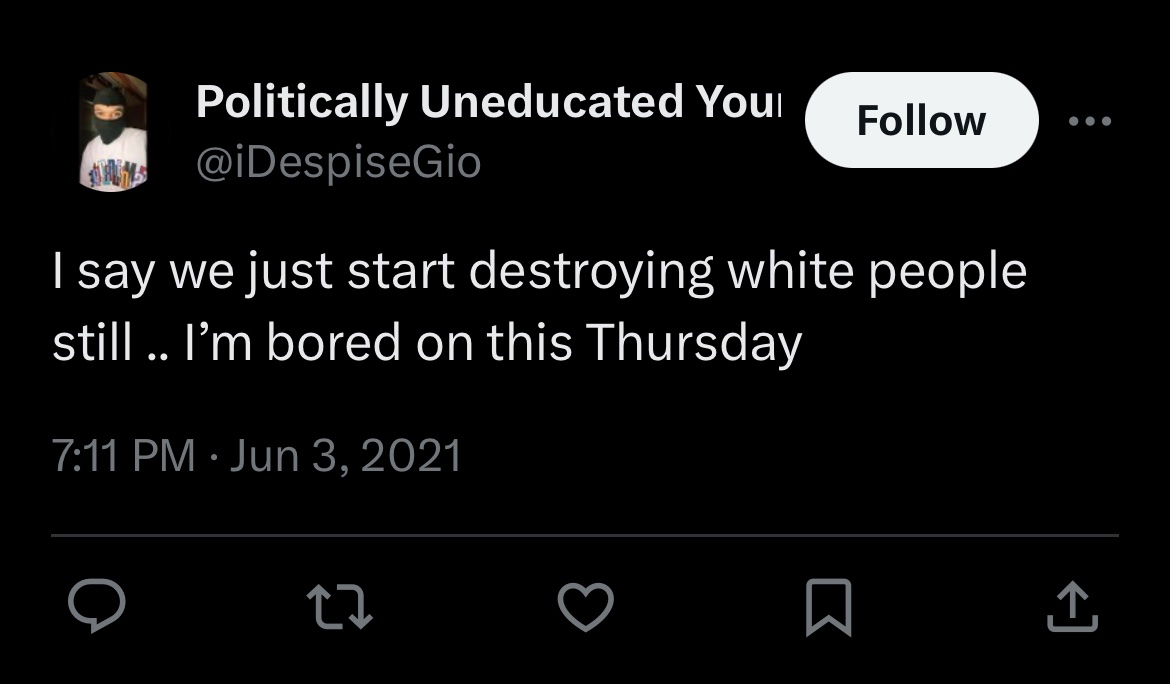 Politically Uneducated You
Follow
@iDespiseGio
I say we just start destroying white people
still .. I’m bored on this Thursday
7:11 PM · Jun 3, 2021